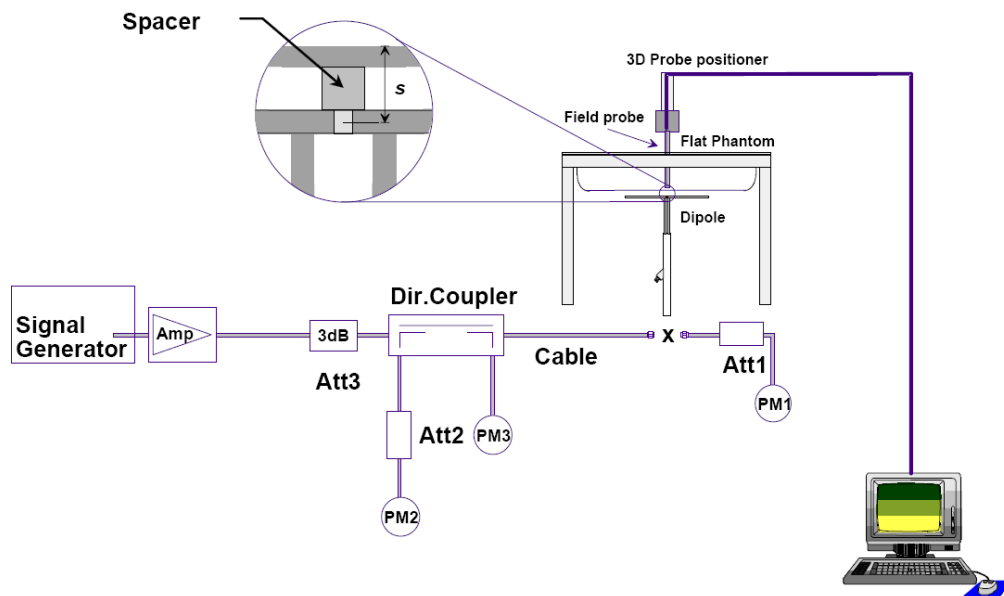 Spacer
s
3D Probe positioner
Field probe
Flat Phantom
Dipole
Signal
Generator
Amp
3dB
Att3
Dir.Coupler
Cable
x
Att1
PM1
Att2
PM3
PM2